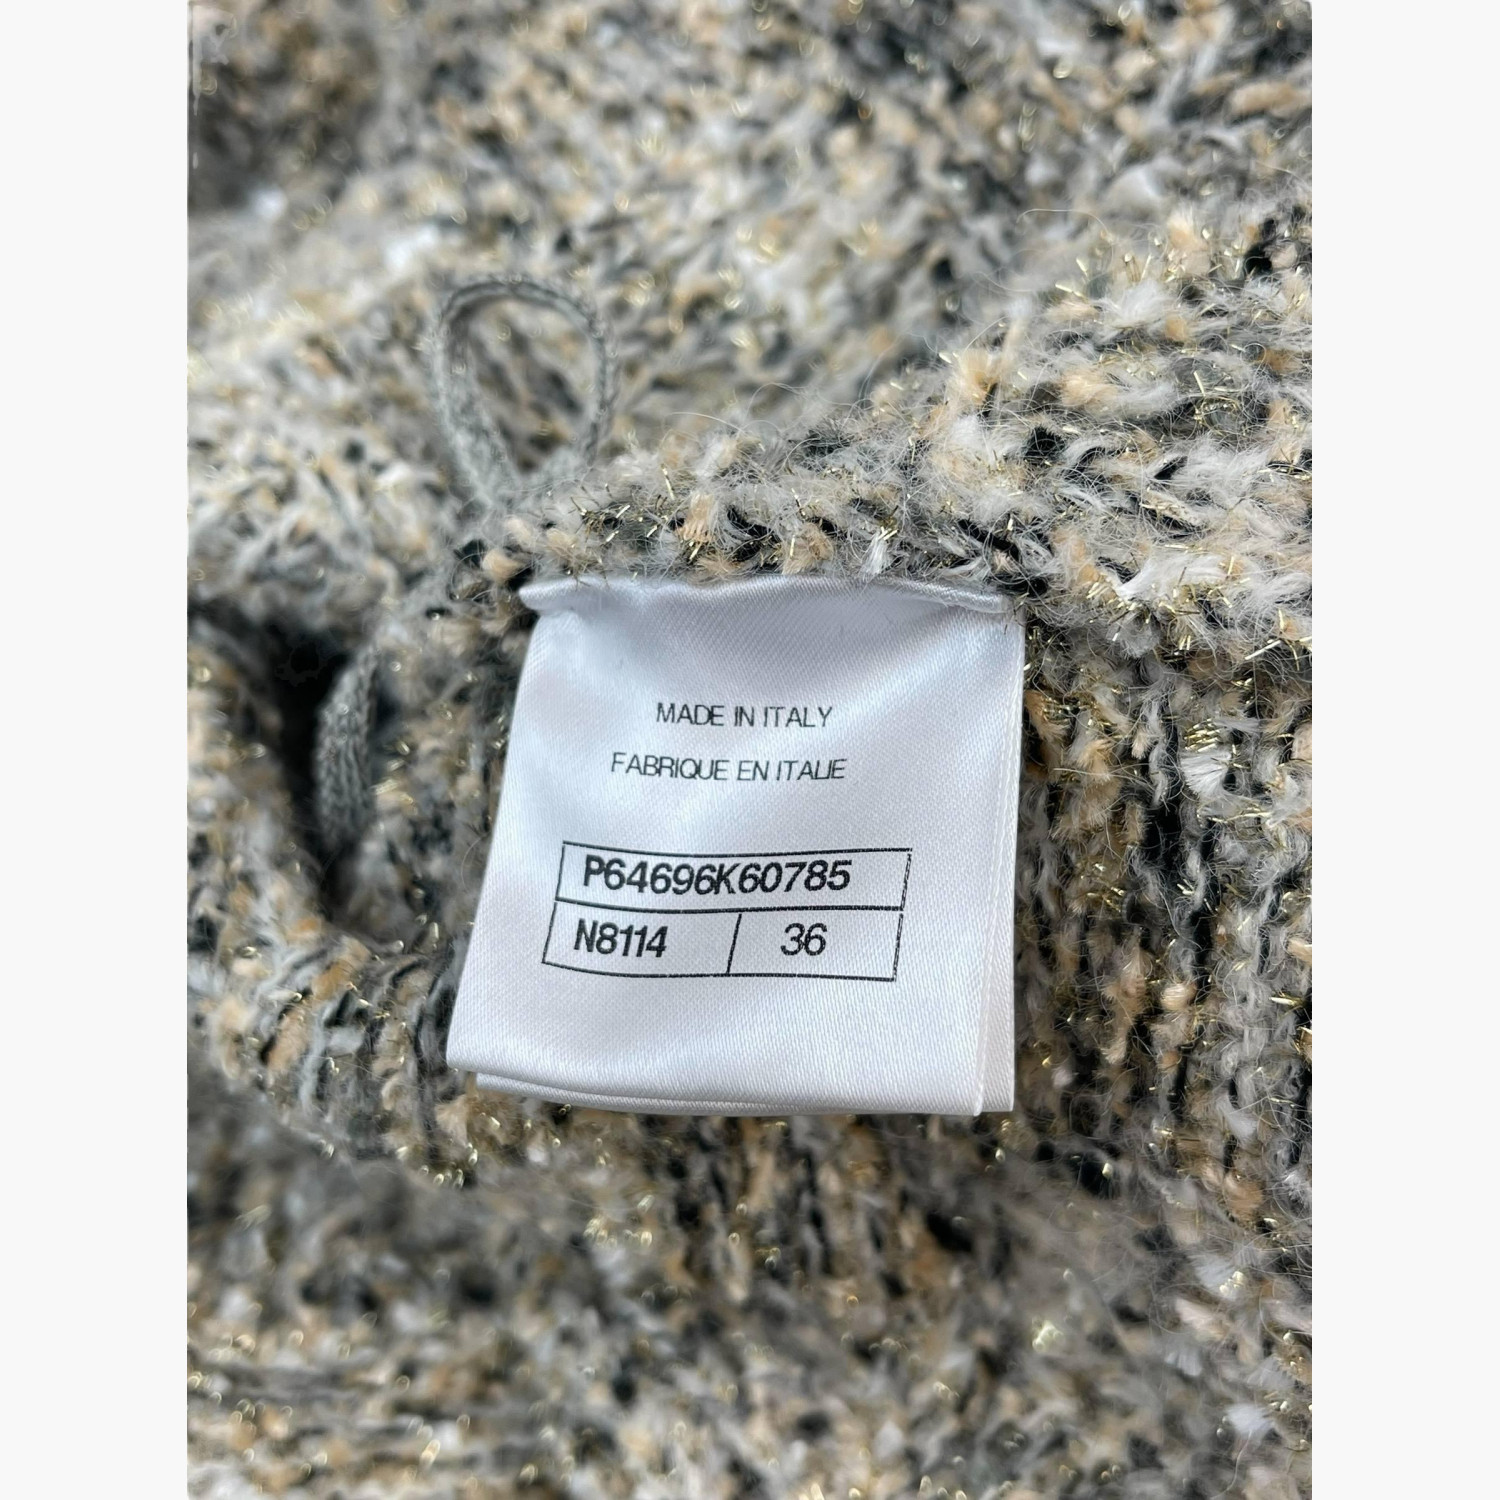 MADE IN ITALY
FABRIQUE EN ITALIE
P64696K60785
N8114 36